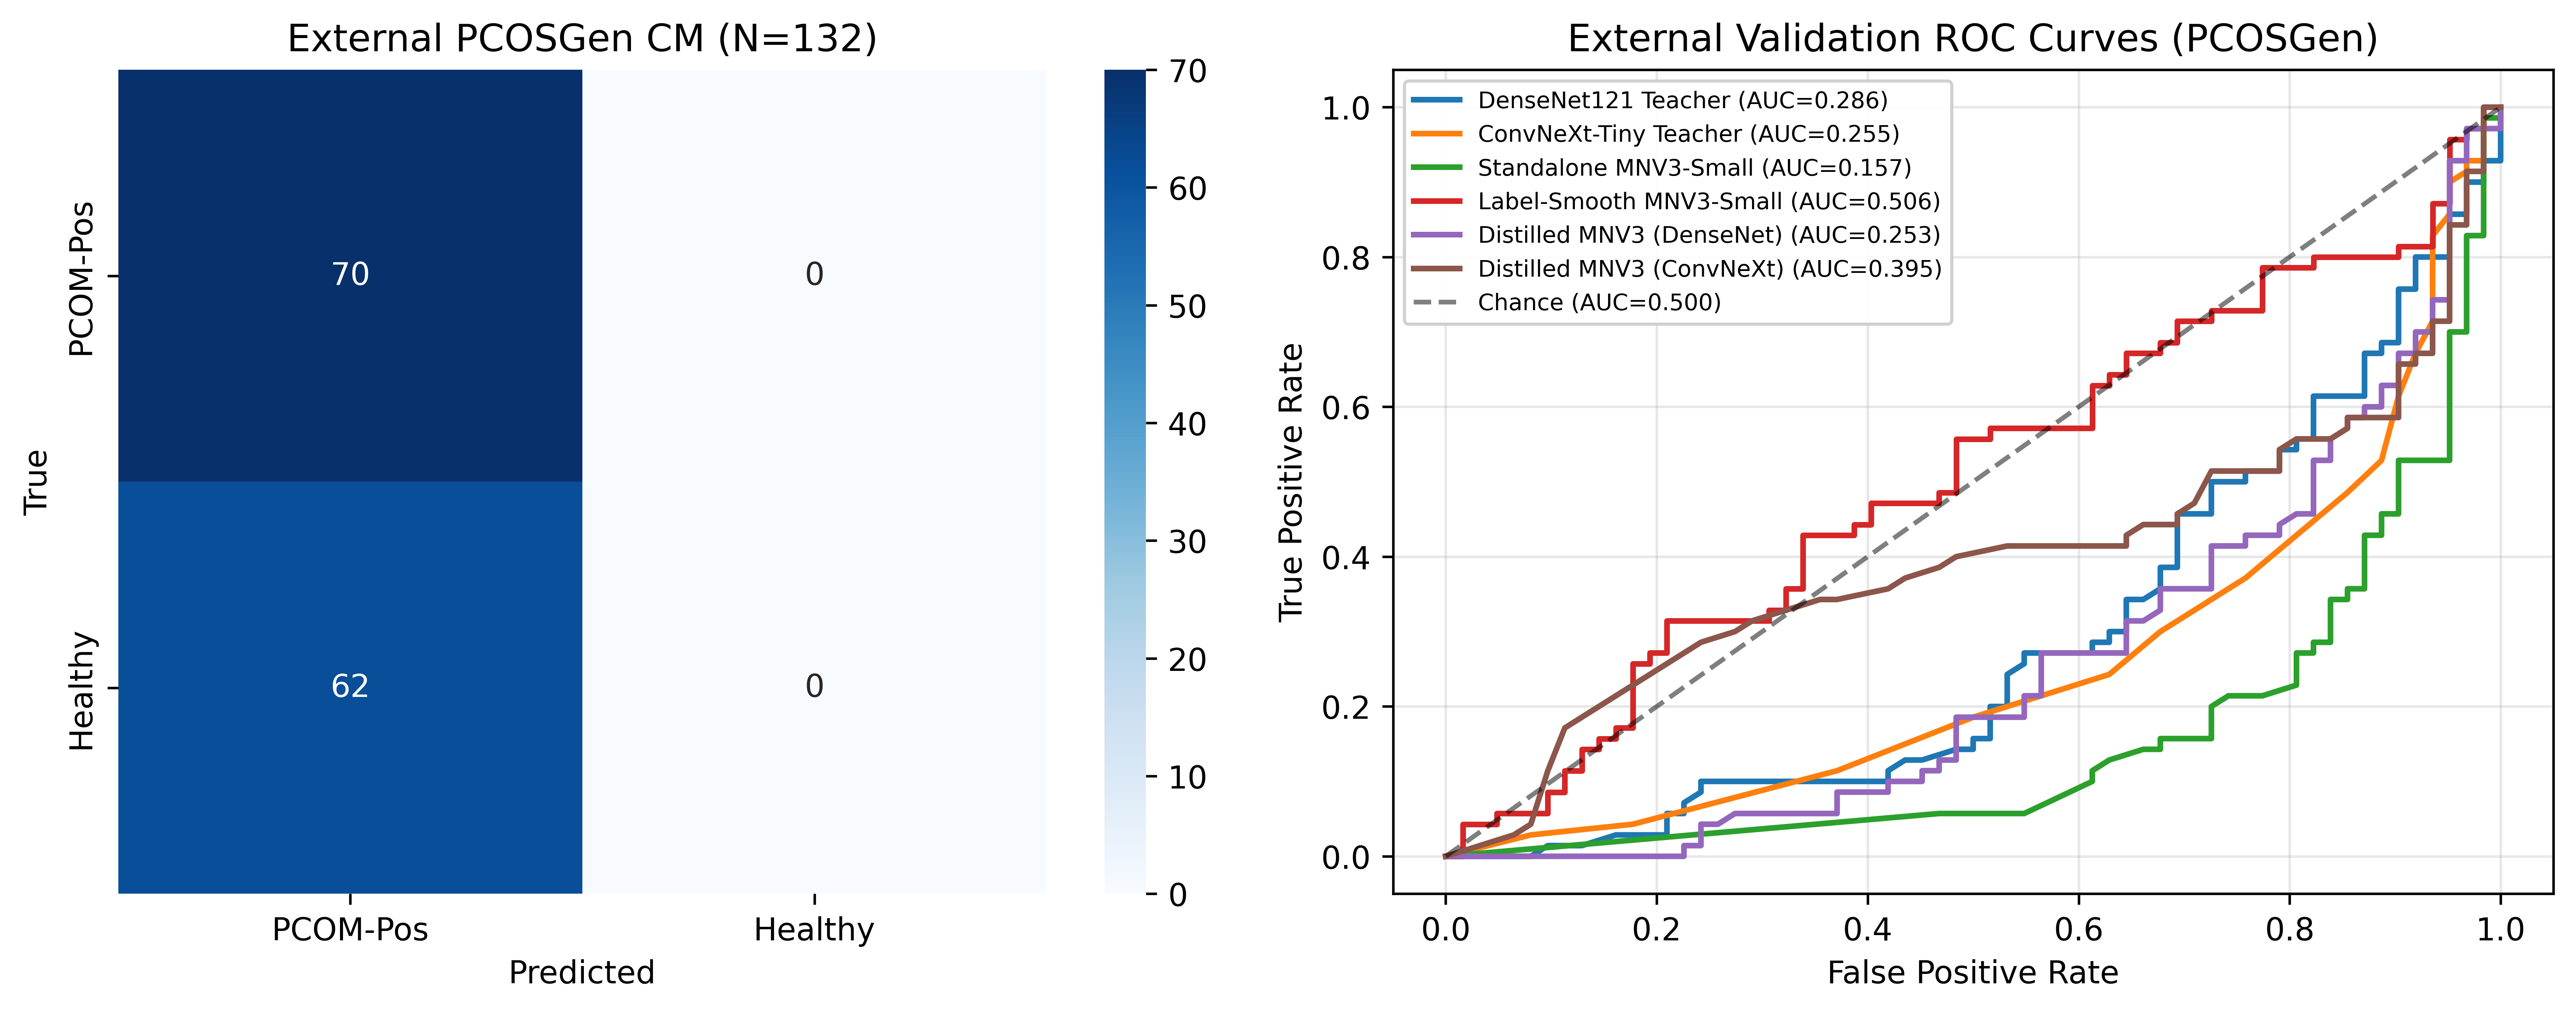 External PCOSGen CM (N=132)
True
PCOM-Pos
Healthy
70
0
62
0
PCOM-Pos
Healthy
Predicted
70
60
50
40
30
20
10
0
External Validation ROC Curves (PCOSGen)
True Positive Rate
1.0
0.8
0.6
0.4
0.2
0.0
DenseNet121 Teacher (AUC=0.286)
ConvNeXt-Tiny Teacher (AUC=0.255)
Standalone MNV3-Small (AUC=0.157)
Label-Smooth MNV3-Small (AUC=0.506)
Distilled MNV3 (DenseNet) (AUC=0.253)
Distilled MNV3 (ConvNeXt) (AUC=0.395)
Chance (AUC=0.500)
0.0
0.2
0.4
0.6
0.8
1.0
False Positive Rate